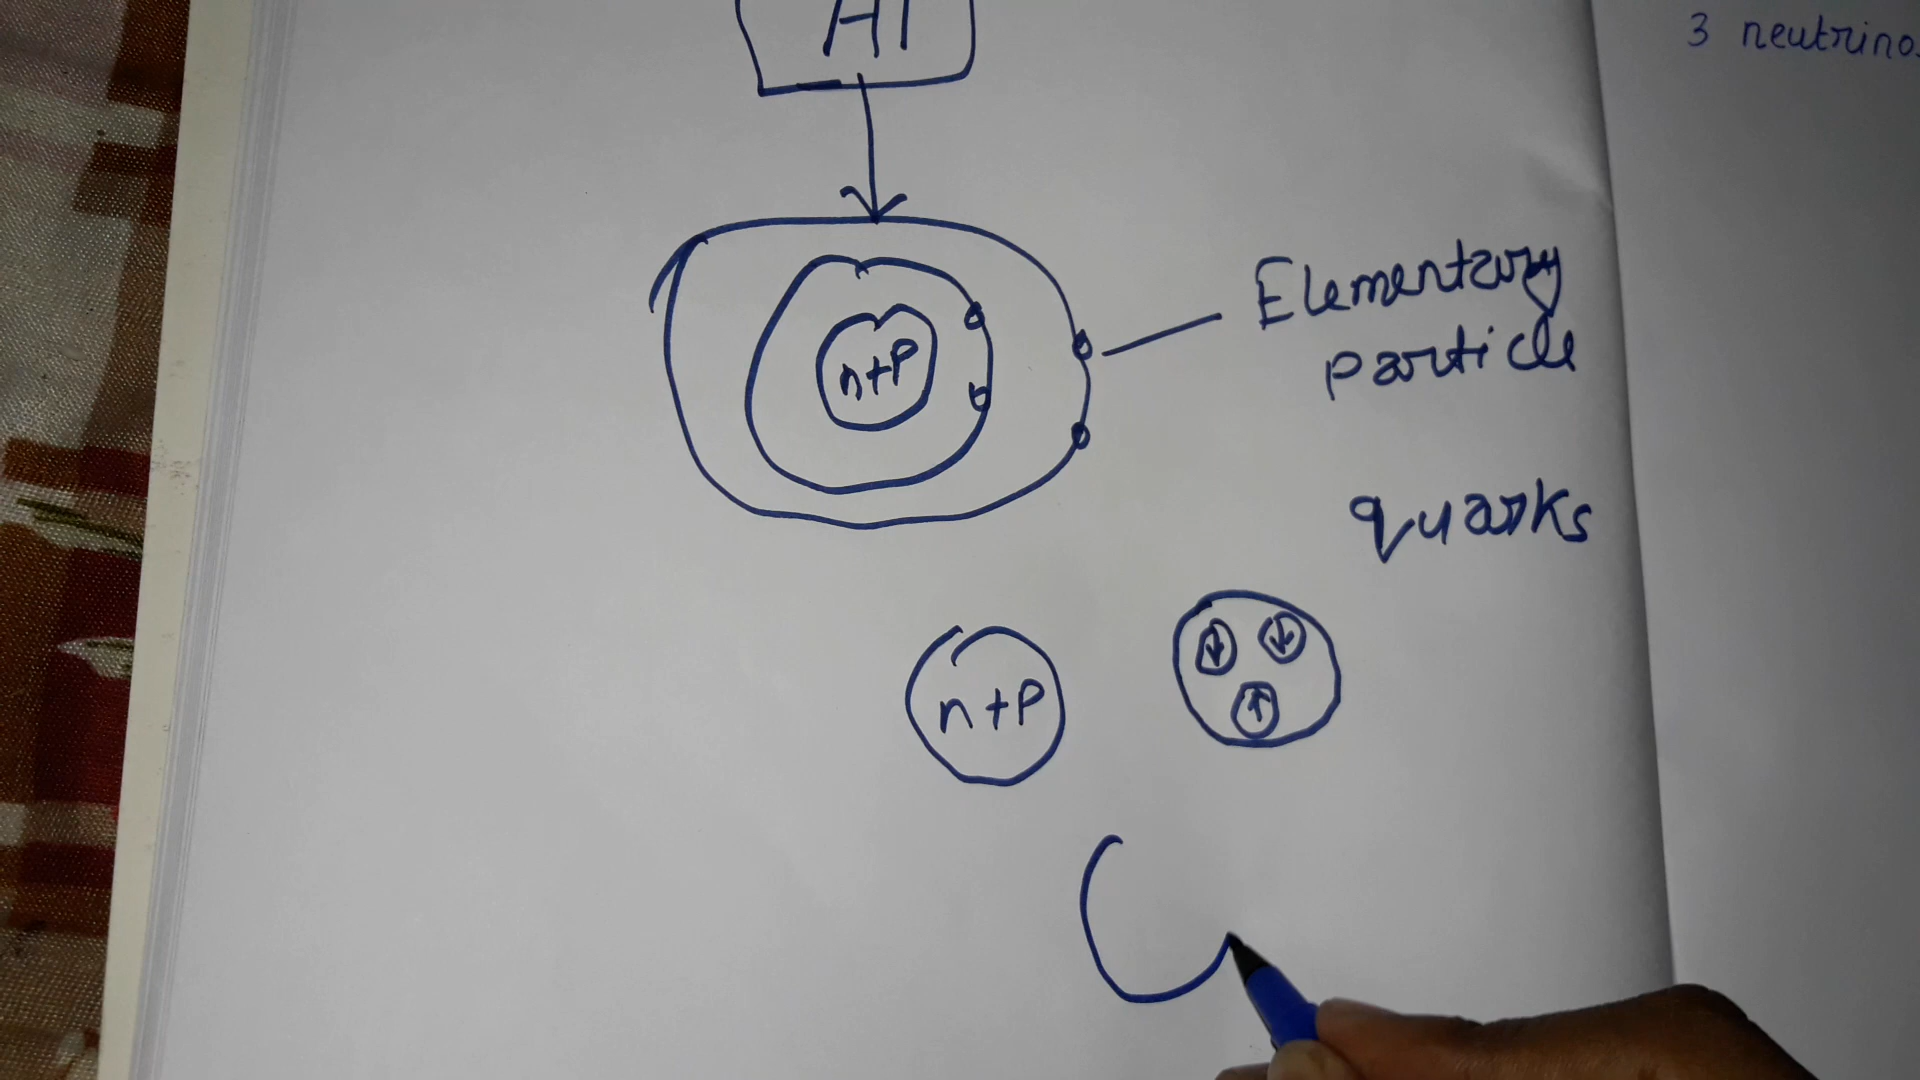 3 neutrino
n+P
Elementary
particle
quarks
n+P